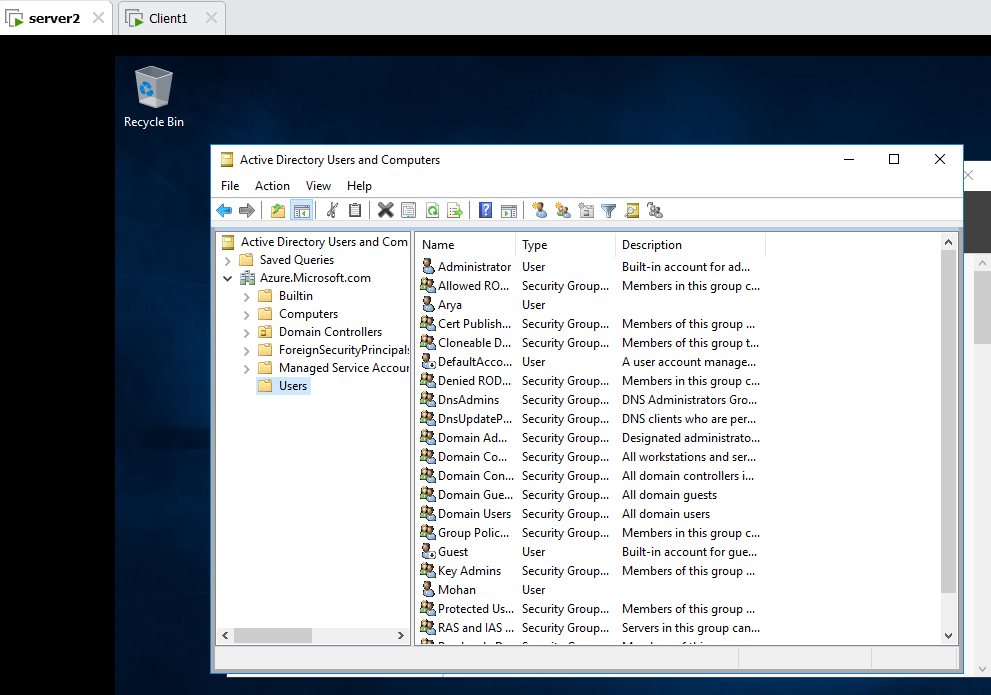 server2 Client1
Recycle Bin
Active Directory Users and Computers
File Action View Help
Active Directory Users and Com
Saved Queries
Azure.Microsoft.com
Builtin
Computers
Domain Controllers
ForeignSecurityPrincipals
Managed Service Accour
Users
Name Type Description
Administrator User Built-in account for ad...
Allowed RO... Security Group... Members in this group c...
Arya User
Cert Publish... Security Group... Members of this group ...
Cloneable D... Security Group... Members of this group t...
DefaultAcco... User A user account manage...
Denied ROD... Security Group... Members in this group c...
DnsAdmins Security Group... DNS Administrators Gro...
DnsUpdateP... Security Group... DNS clients who are per...
Domain Ad... Security Group... Designated administrato...
Domain Co... Security Group... All workstations and ser...
Domain Con... Security Group... All domain controllers i...
Domain Gue... Security Group... All domain guests
Domain Users Security Group... All domain users
Group Polic... Security Group... Members in this group c...
Guest User Built-in account for gue...
Key Admins Security Group... Members of this group ...
Mohan User
Protected Us... Security Group... Members of this group ...
RAS and IAS ... Security Group... Servers in this group can...